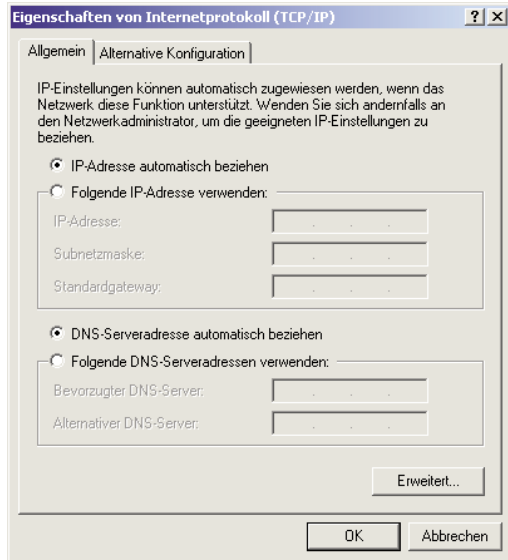 Eigenschaften von Internetprotokoll (TCP/IP)
Allgemein
Alternative Konfiguration
IP-Einstellungen können automatisch zugewiesen werden, wenn das
Netzwerk diese Funktion unterstützt. Wenden Sie sich andernfalls an
den Netzwerkadministrator, um die geeigneten IP-Einstellungen zu
beziehen.
IP-Adresse automatisch beziehen
Folgende IP-Adresse verwenden:
IP-Adresse:
Subnetzmaske:
Standardgateway:
DNS-Serveradresse automatisch beziehen
Folgende DNS-Serveradressen verwenden:
Bevorzugter DNS-Server:
Alternativer DNS-Server:
Erweitert...
OK
Abbrechen